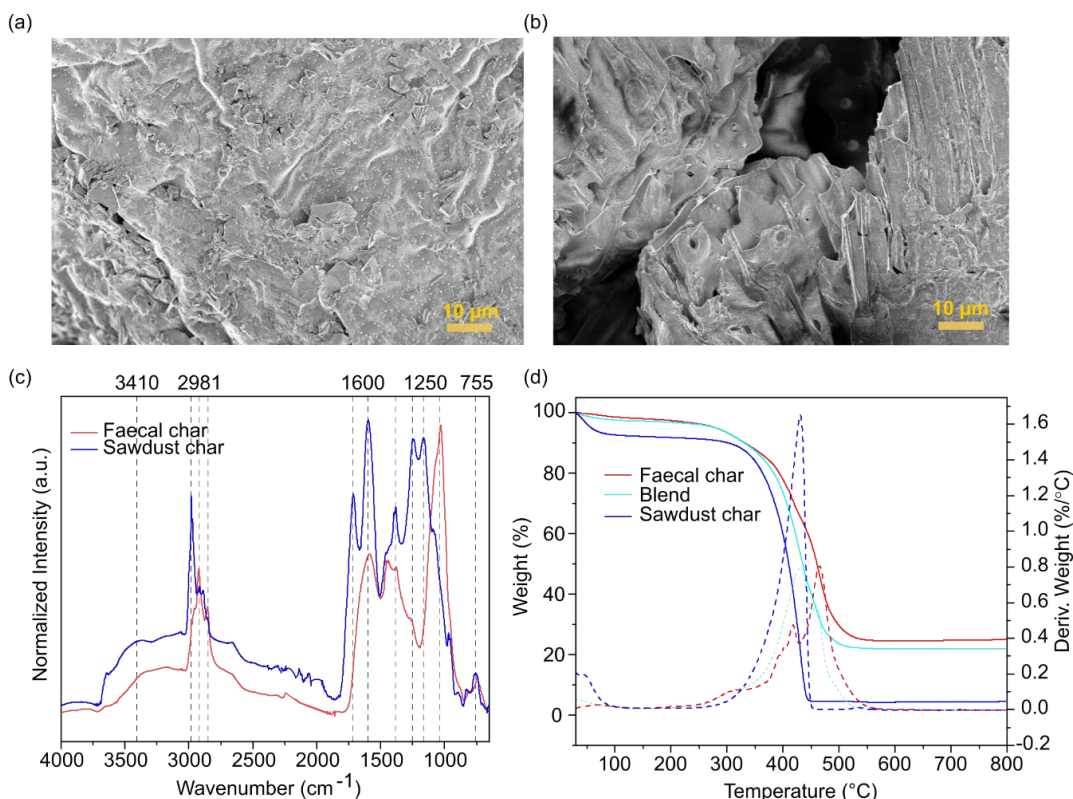 (a)
(b)
10 µm
10 µm
(c)
3410 2981 1600 1250 755
Faecal char
Sawdust char
Normalized Intensity (a.u.)
4000 3500 3000 2500 2000 1500 1000
Wavenumber (cm-1)
(d)
100
80
60
40
20
0
Weight (%)
Faecal char
Blend
Sawdust char
1.6
1.4
1.2
1.0
0.8
0.6
0.4
0.2
0.0
-0.2
Deriv. Weight (%/°C)
100 200 300 400 500 600 700 800
Temperature (°C)